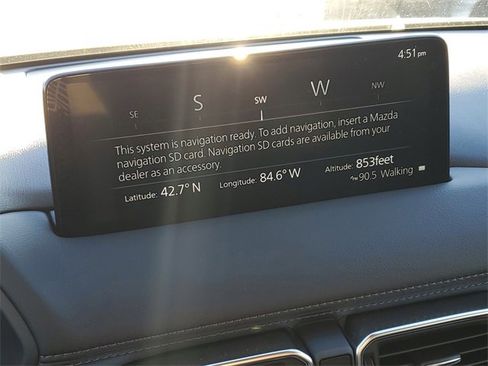 4:51pm
SE S SW W NW
This system is navigation ready. To add navigation, insert a Mazda
navigation SD card. Navigation SD cards are available from your
dealer as an accessory.
Latitude: 42.7° N Longitude: 84.6° W Altitude: 853feet
90.5 Walking